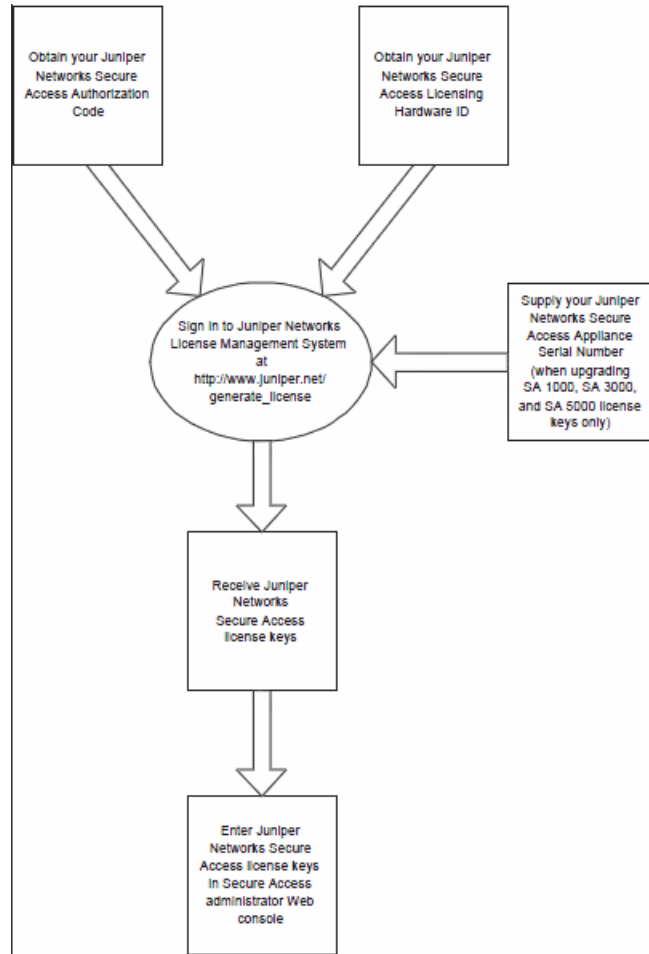 Obtain your Juniper
Networks Secure
Access Authorization
Code
Obtain your Juniper
Networks Secure
Access Licensing
Hardware ID
Sign in to Juniper Networks
License Management System
at
http://www.juniper.net/
generate_license
Supply your Juniper
Networks Secure
Access Appliance
Serial Number
(when upgrading
SA 1000, SA 3000,
and SA 5000 license
keys only)
Receive Juniper
Networks
Secure Access
license keys
Enter Juniper
Networks Secure
Access license keys
in Secure Access
administrator Web
console